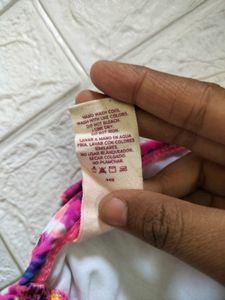 HAND WASH COOL.
WASH WITH LIKE COLORS.
DO NOT BLEACH.
LINE DRY.
DO NOT IRON.
LAVAR A MANO EN AGUA
FRIA. LAVAR CON COLORES
SIMILARES.
NO USAR BLANQUEADOR.
SECAR COLGADO
NO PLANCHAR.